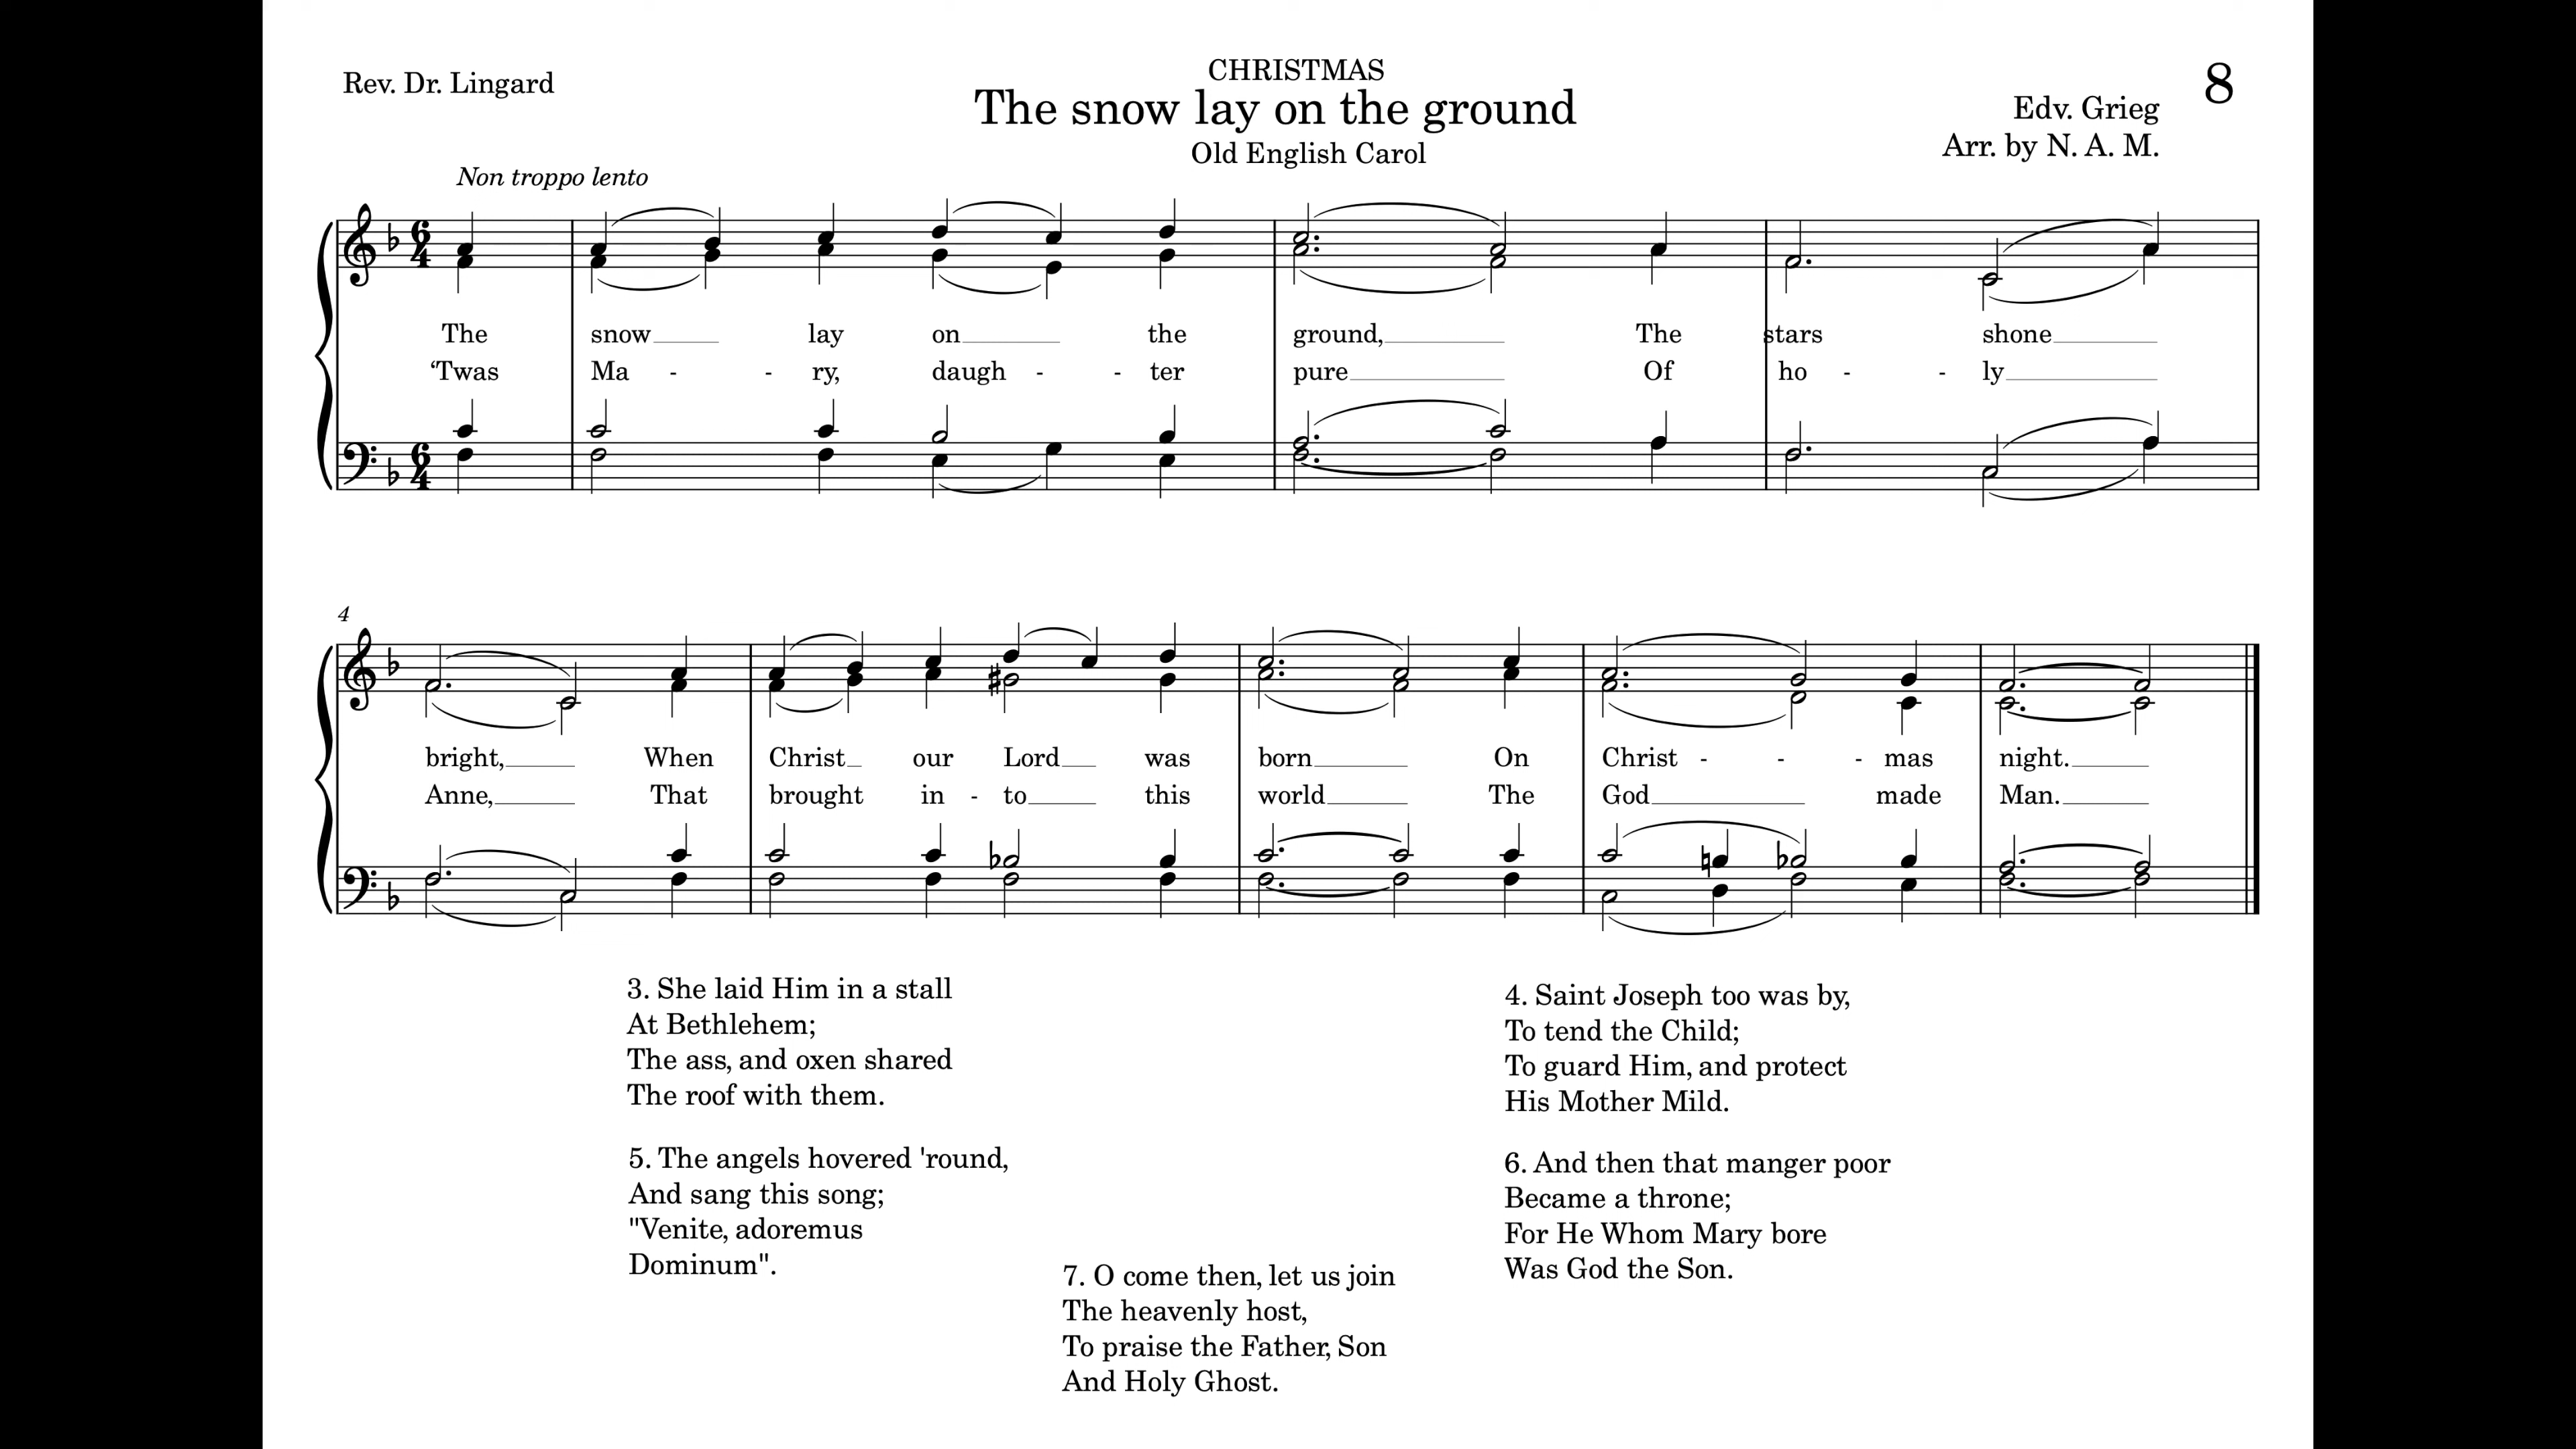 Rev. Dr. Lingard
CHRISTMAS
The snow lay on the ground
Old English Carol
8
Edv. Grieg
Arr. by N. A. M.
Non troppo lento
6 4
The snow lay on the ground, The stars shone
‘Twas Ma - - ry, daugh - - ter pure Of ho - - ly
6 4
4
bright, When Christ our Lord was born On Christ - - - mas night.
Anne, That brought in - to this world The God made Man.
3. She laid Him in a stall
At Bethlehem;
The ass, and oxen shared
The roof with them.
4. Saint Joseph too was by,
To tend the Child;
To guard Him, and protect
His Mother Mild.
5. The angels hovered 'round,
And sang this song;
"Venite, adoremus
Dominum".
6. And then that manger poor
Became a throne;
For He Whom Mary bore
Was God the Son.
7. O come then, let us join
The heavenly host,
To praise the Father, Son
And Holy Ghost.